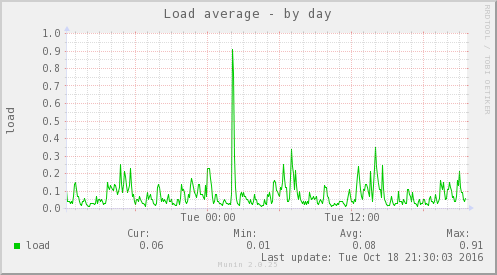 Load average - by day
RRDTOOL / TOBI OETIKER
load
1.0
0.9
0.8
0.7
0.6
0.5
0.4
0.3
0.2
0.1
0.0
Tue 00:00 Tue 12:00
Cur: Min: Avg: Max:
load 0.06 0.01 0.08 0.91
Last update: Tue Oct 18 21:30:03 2016
Munin 2.0.25